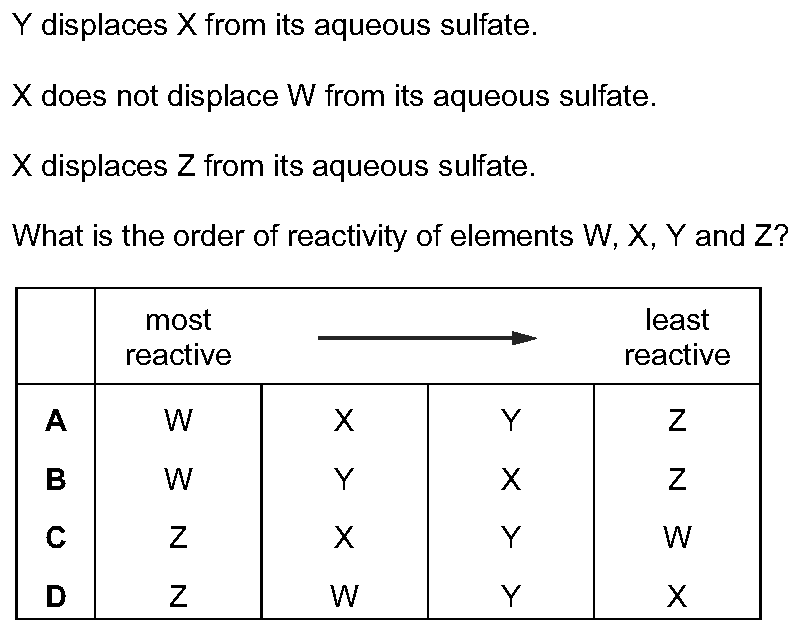 Y displaces X from its aqueous sulfate.
X does not displace W from its aqueous sulfate.
X displaces Z from its aqueous sulfate.
What is the order of reactivity of elements W, X, Y and Z?
most reactive least reactive
A W X Y Z
B W Y X Z
C Z X Y W
D Z W Y X